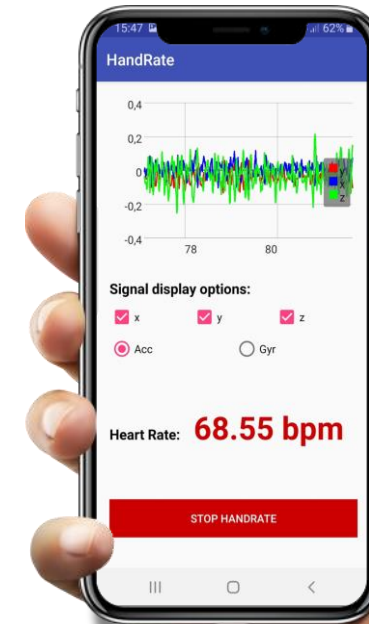 15:47 62%
HandRate
0,4
0,2
0
-0,2
-0,4
78 80
y
x
z
Signal display options:
x y z
Acc Gyr
Heart Rate: 68.55 bpm
STOP HANDRATE